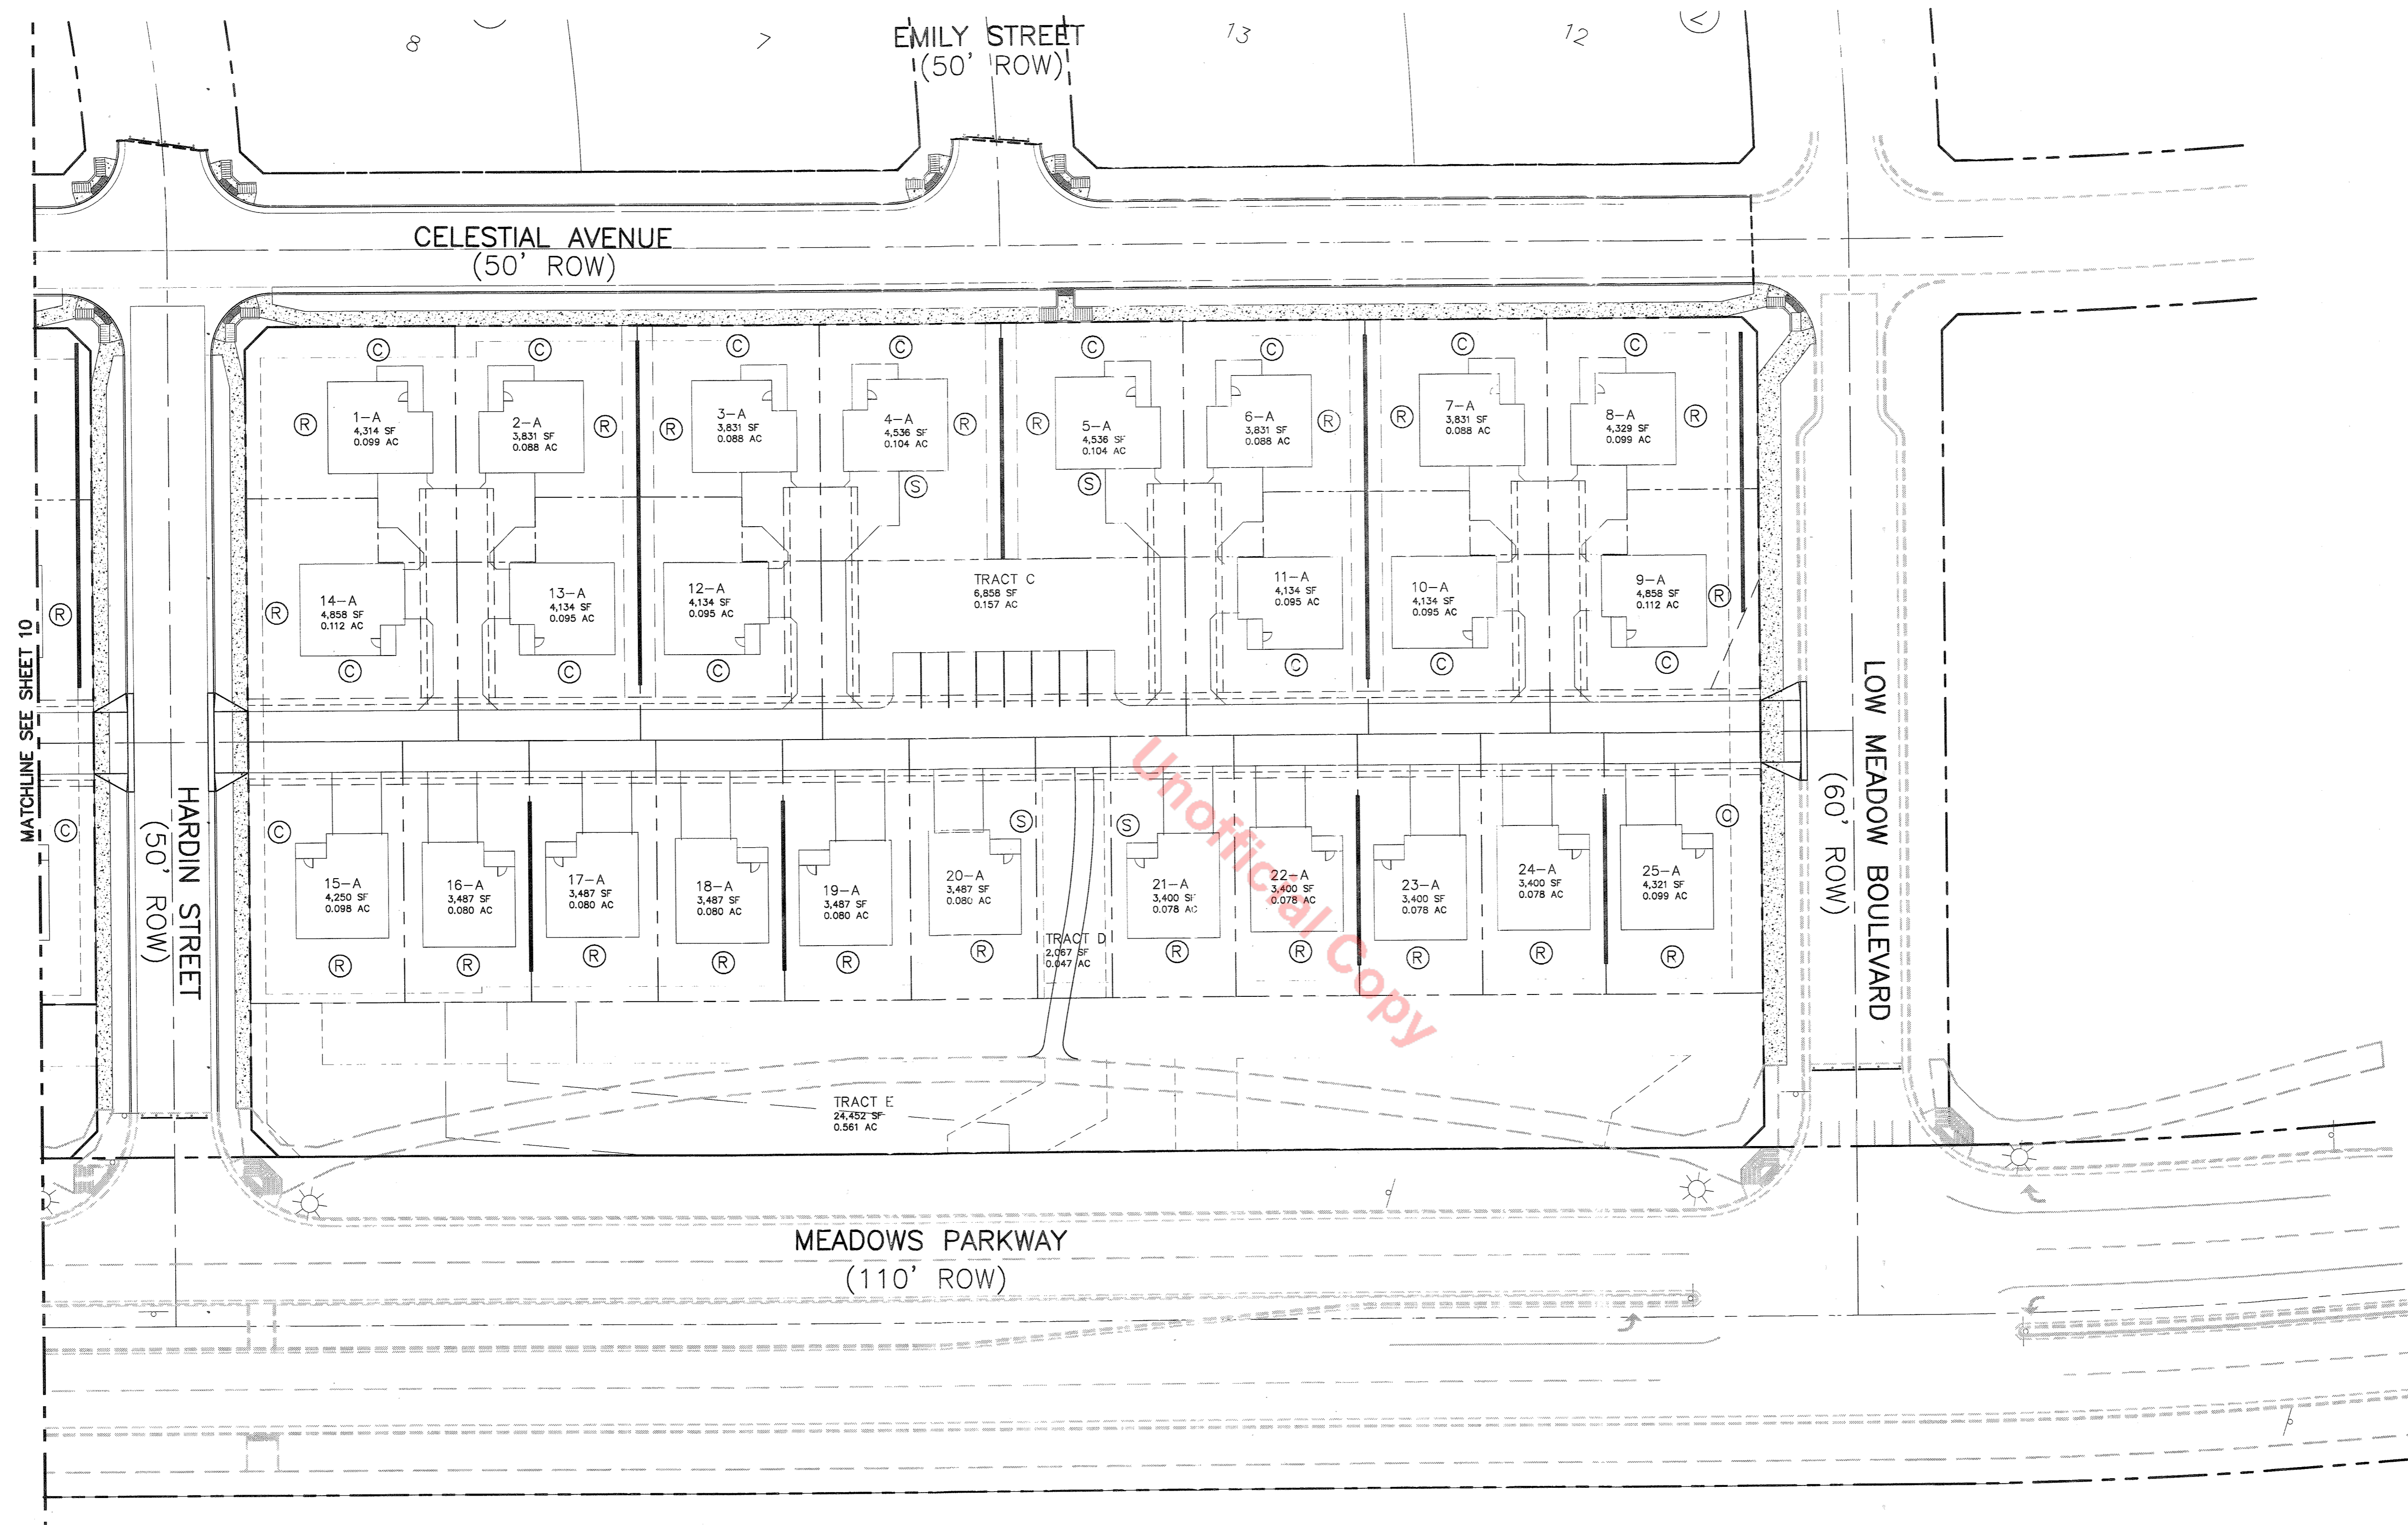 8
7
EMILY STREET
(50' ROW)
13
12
2
CELESTIAL AVENUE
(50' ROW)
C
C
C
C
C
C
C
C
R
1-A
4,314 SF
0.099 AC
2-A
3,831 SF
0.088 AC
R
R
3-A
3,831 SF
0.088 AC
4-A
4,536 SF
0.104 AC
R
S
R
5-A
4,536 SF
0.104 AC
S
6-A
3,831 SF
0.088 AC
R
R
7-A
3,831 SF
0.088 AC
8-A
4,329 SF
0.099 AC
R
R
R
14-A
4,858 SF
0.112 AC
C
13-A
4,134 SF
0.095 AC
C
12-A
4,134 SF
0.095 AC
C
TRACT C
6,858 SF
0.157 AC
11-A
4,134 SF
0.095 AC
C
10-A
4,134 SF
0.095 AC
C
9-A
4,858 SF
0.112 AC
C
R
MATCHLINE SEE SHEET 10
HARDIN STREET
(50' ROW)
LOW MEADOW BOULEVARD
(60' ROW)
C
C
15-A
4,250 SF
0.098 AC
R
16-A
3,487 SF
0.080 AC
R
17-A
3,487 SF
0.080 AC
R
18-A
3,487 SF
0.080 AC
R
19-A
3,487 SF
0.080 AC
R
20-A
3,487 SF
0.080 AC
R
S
TRACT D
2,067 SF
0.047 AC
S
21-A
3,400 SF
0.078 AC
R
22-A
3,400 SF
0.078 AC
R
23-A
3,400 SF
0.078 AC
R
24-A
3,400 SF
0.078 AC
R
25-A
4,321 SF
0.099 AC
R
Unofficial Copy
TRACT E
24,452 SF
0.561 AC
MEADOWS PARKWAY
(110' ROW)